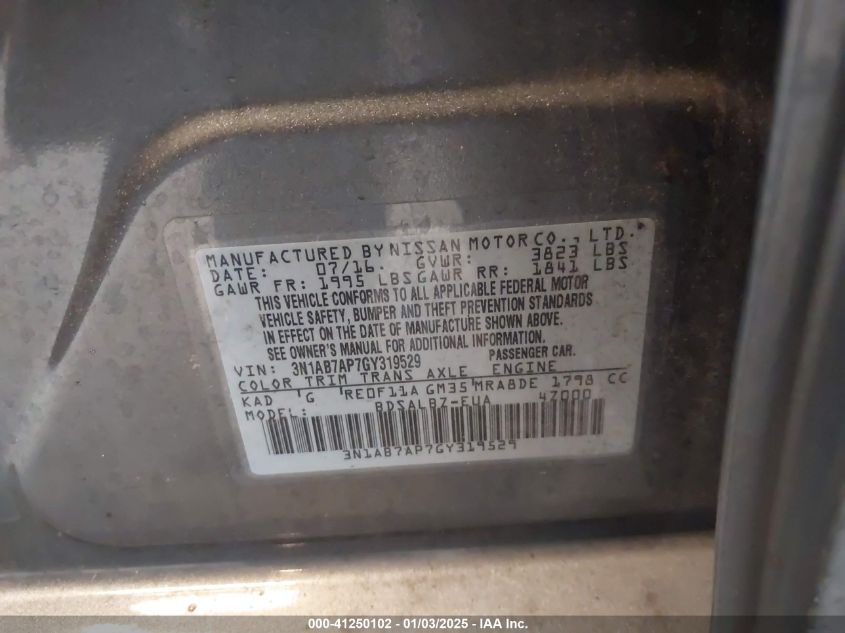 MANUFACTURED BY NISSAN MOTOR CO., LTD.
DATE: 07/16. GVWR: 3823 LBS
GAWR FR: 1995 LBS GAWR RR: 1841 LBS
THIS VEHICLE CONFORMS TO ALL APPLICABLE FEDERAL MOTOR
VEHICLE SAFETY, BUMPER AND THEFT PREVENTION STANDARDS
IN EFFECT ON THE DATE OF MANUFACTURE SHOWN ABOVE.
SEE OWNER'S MANUAL FOR ADDITIONAL INFORMATION.
VIN: 3N1AB7AP7GY319529 PASSENGER CAR.
COLOR TRIM TRANS AXLE ENGINE
KAD G RE0F11A GM35 MRA8DE 1798 CC
MODEL: BDSALBZ-EUA 4Z000
3N1AB7AP7GY319529
000-41250102 - 01/03/2025 - IAA Inc.